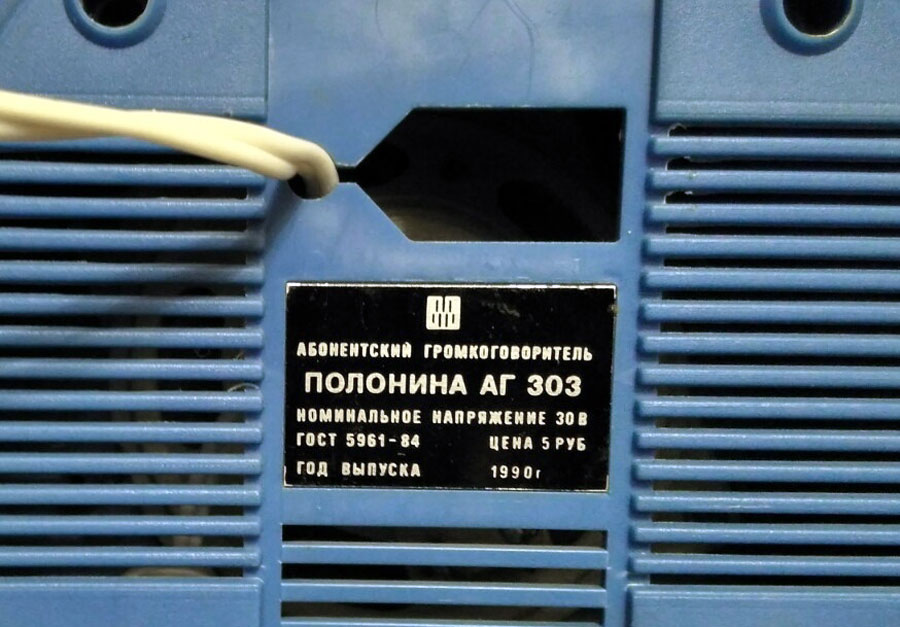 АБОНЕНТСКИЙ ГРОМКОГОВОРИТЕЛЬ
ПОЛОНИНА АГ 303
НОМИНАЛЬНОЕ НАПРЯЖЕНИЕ 30 В
ГОСТ 5961-84 ЦЕНА 5 РУБ
ГОД ВЫПУСКА 1990г